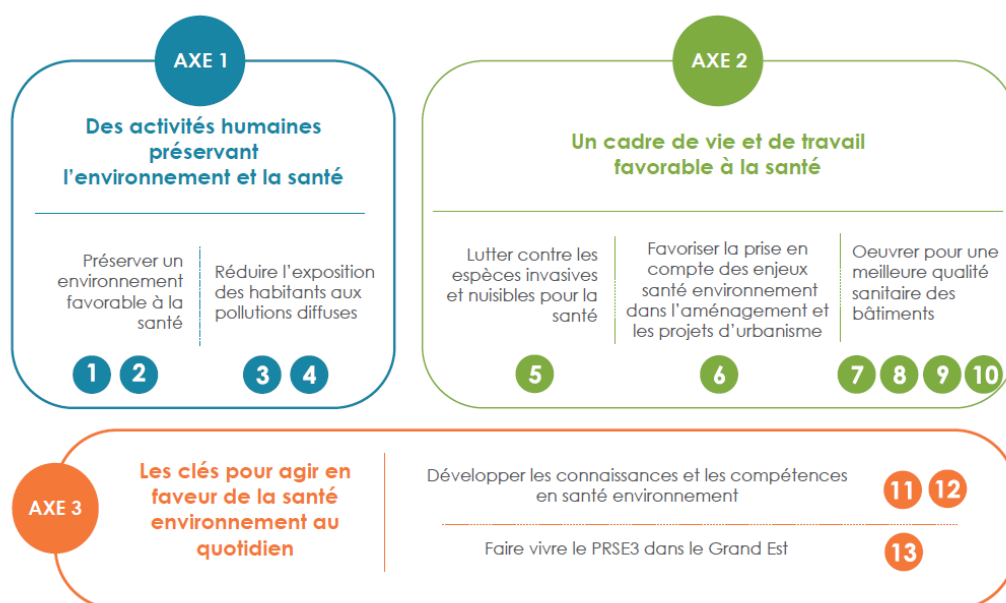 AXE 1
Des activités humaines
préservant
l'environnement et la santé
Préserver un
environnement
favorable à la
santé
1 2
Réduire l'exposition
des habitants aux
pollutions diffuses
3 4
AXE 2
Un cadre de vie et de travail
favorable à la santé
Lutter contre les
espèces invasives
et nuisibles pour la
santé
5
Favoriser la prise en
compte des enjeux
santé environnement
dans l'aménagement et
les projets d'urbanisme
6
Oeuvrer pour une
meilleure qualité
sanitaire des
bâtiments
7 8 9 10
AXE 3
Les clés pour agir en
faveur de la santé
environnement au
quotidien
Développer les connaissances et les compétences
en santé environnement
11 12
Faire vivre le PRSE3 dans le Grand Est
13